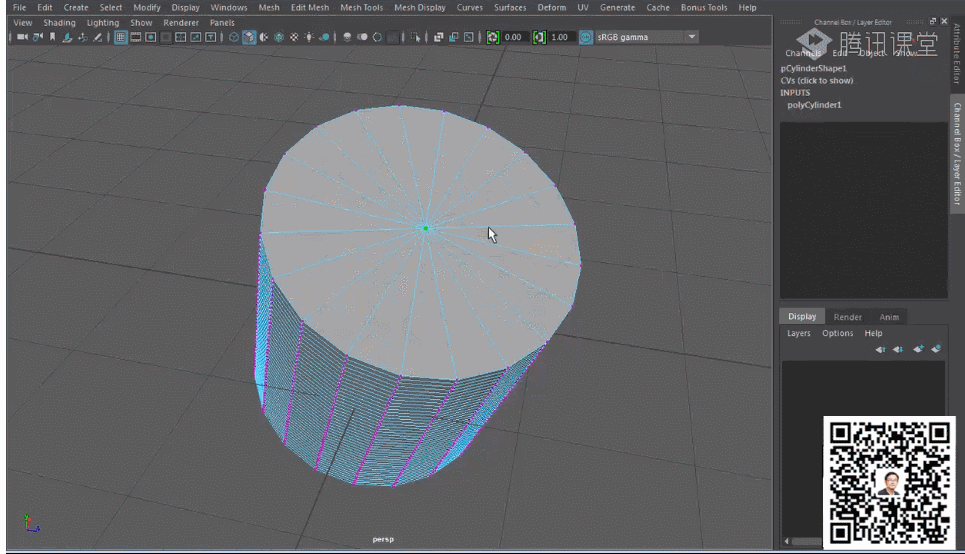 File Edit Create Select Modify Display Windows Mesh Edit Mesh Mesh Tools Mesh Display Curves Surfaces Deform UV Generate Cache Bonus Tools Help
View Shading Lighting Show Renderer Panels
0.00 1.00 sRGB gamma
Channel Box / Layer Editor
腾讯课堂
Channels Edit Object Show
pCylinderShape1
CVs (click to show)
INPUTS
polyCylinder1
Attribute Editor
Channel Box / Layer Editor
Display Render Anim
Layers Options Help
persp